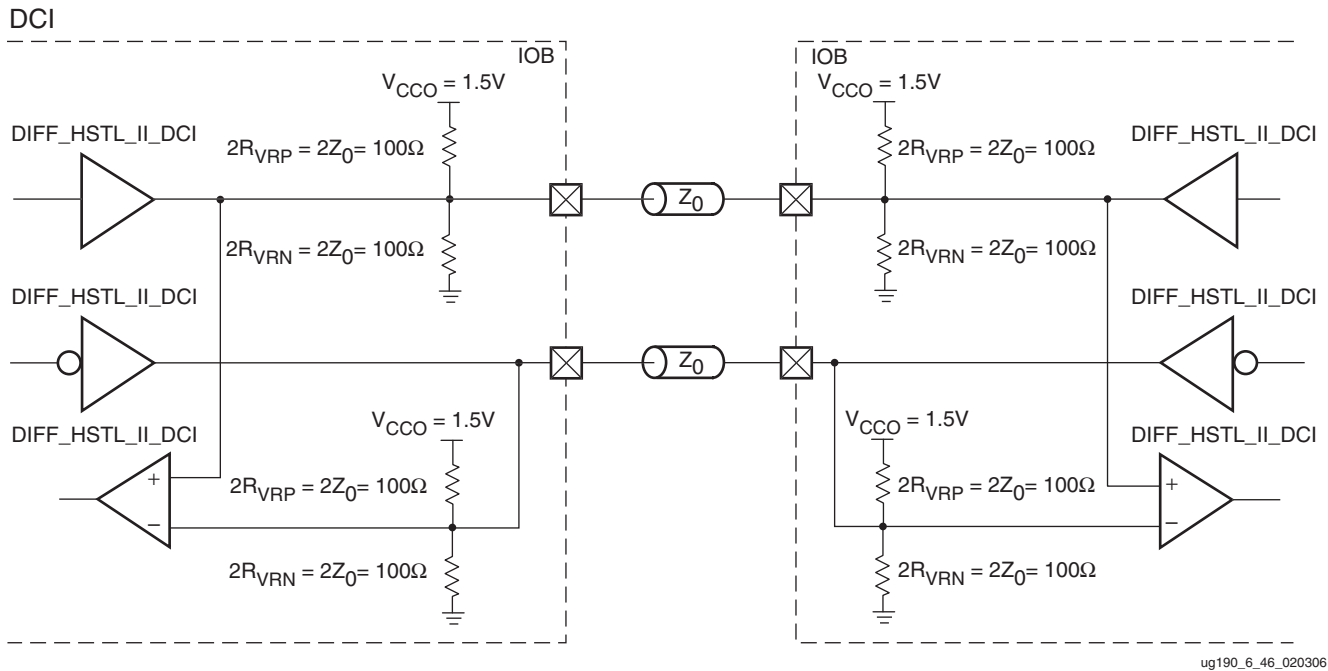 DCI
IOB
IOB
V_CCO = 1.5V
V_CCO = 1.5V
DIFF_HSTL_II_DCI
2R_VRP = 2Z_0= 100Ω
2R_VRP = 2Z_0= 100Ω
DIFF_HSTL_II_DCI
Z_0
2R_VRN = 2Z_0= 100Ω
2R_VRN = 2Z_0= 100Ω
DIFF_HSTL_II_DCI
DIFF_HSTL_II_DCI
Z_0
V_CCO = 1.5V
V_CCO = 1.5V
DIFF_HSTL_II_DCI
DIFF_HSTL_II_DCI
+
–
2R_VRP = 2Z_0= 100Ω
2R_VRP = 2Z_0= 100Ω
+
–
2R_VRN = 2Z_0= 100Ω
2R_VRN = 2Z_0= 100Ω
ug190_6_46_020306